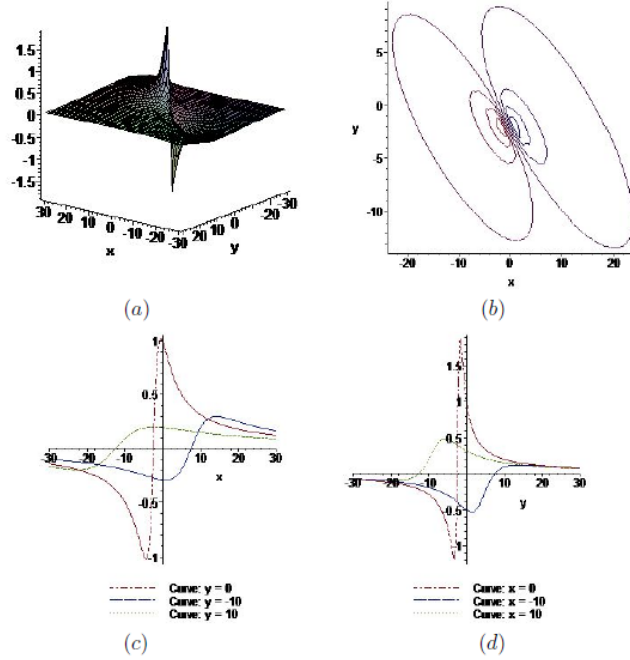 1.5
1
0.5
0
-0.5
-1
-1.5
30 20 10 0 -10 -20 -30
x
20 10 0 -20 -30
y
(a)
5
0
y
-5
-10
-20 -10 0 10 20
x
(b)
1
0.5
-30 -20 -10 10 20 30
x
-0.5
-1
(c)
1.5
1
0.5
-30 -20 -10 10 20 30
y
-0.5
-1
(d)
Curve: y = 0
Curve: y = -10
Curve: y = 10
Curve: x = 0
Curve: x = -10
Curve: x = 10